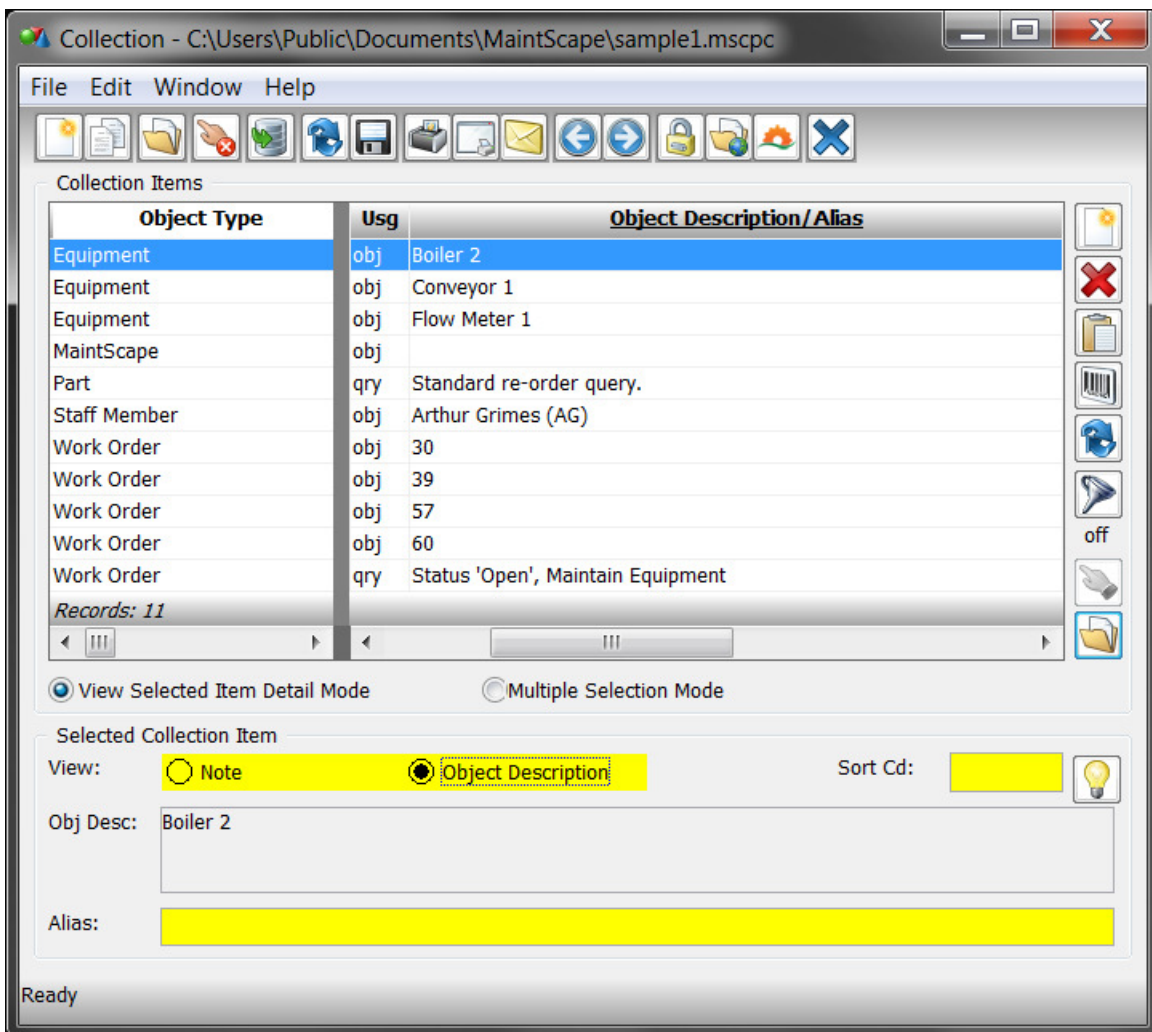 Collection - C:\Users\Public\Documents\MaintScape\sample1.mscpc
File Edit Window Help
Collection Items
Object Type Usg Object Description/Alias
Equipment obj Boiler 2
Equipment obj Conveyor 1
Equipment obj Flow Meter 1
MaintScape obj
Part qry Standard re-order query.
Staff Member obj Arthur Grimes (AG)
Work Order obj 30
Work Order obj 39
Work Order obj 57
Work Order obj 60
off
Work Order qry Status 'Open', Maintain Equipment
Records: 11
View Selected Item Detail Mode Multiple Selection Mode
Selected Collection Item
View: Note Object Description Sort Cd:
Obj Desc: Boiler 2
Alias:
Ready